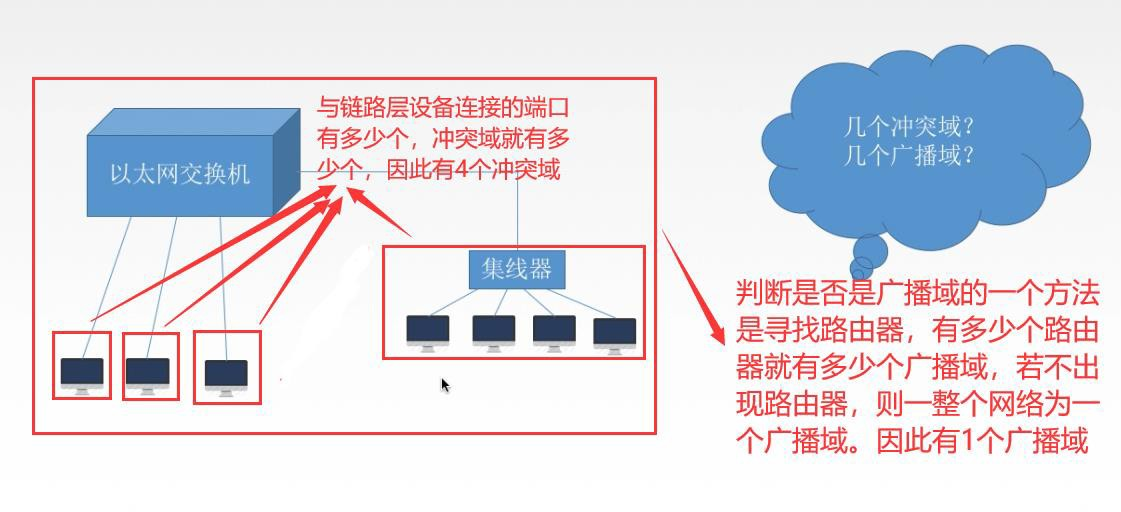 与链路层设备连接的端口
有多少个，冲突域就有多
少个，因此有4个冲突域
以太网交换机
几个冲突域？
几个广播域？
集线器
判断是否是广播域的一个方法
是寻找路由器，有多少个路由
器就有多少个广播域，若不出
现路由器，则一整个网络为一
个广播域。因此有1个广播域